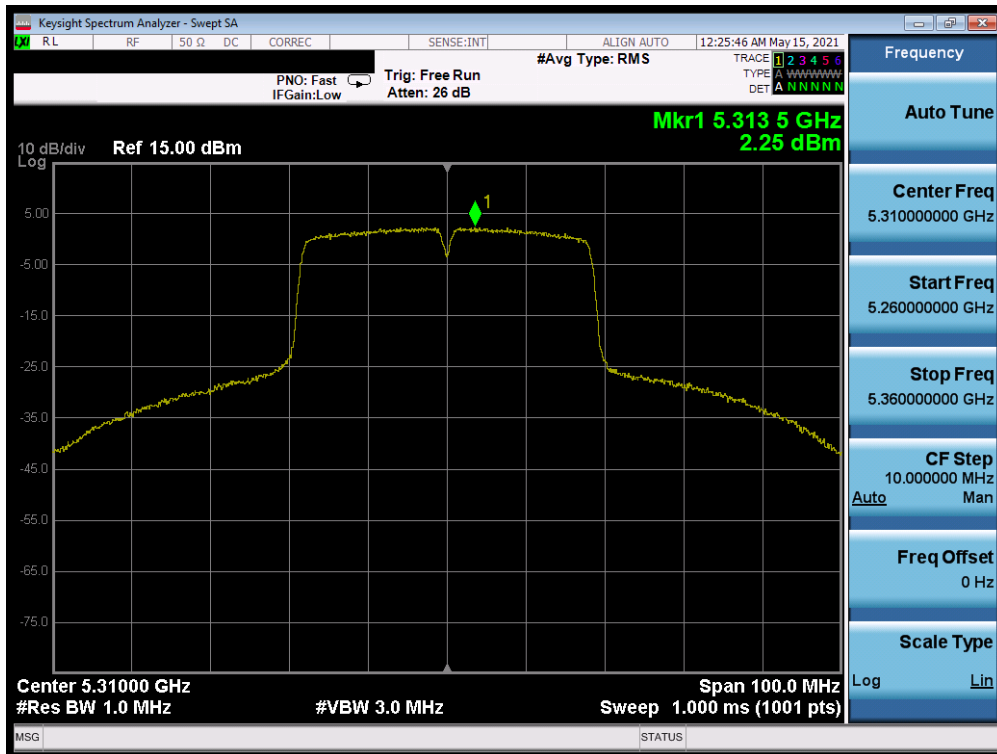 Keysight Spectrum Analyzer - Swept SA
LXI RL RF 50 Ω DC CORREC SENSE:INT ALIGN AUTO 12:25:46 AM May 15, 2021
#Avg Type: RMS
TRACE 1 2 3 4 5 6
TYPE A WWWWW
DET A N N N N N
PNO: Fast
IFGain:Low
Trig: Free Run
Atten: 26 dB
Mkr1 5.313 5 GHz
2.25 dBm
10 dB/div
Log
Ref 15.00 dBm
1
5.00
-5.00
-15.0
-25.0
-35.0
-45.0
-55.0
-65.0
-75.0
Center 5.31000 GHz
Span 100.0 MHz
#Res BW 1.0 MHz
#VBW 3.0 MHz
Sweep 1.000 ms (1001 pts)
MSG
STATUS
Frequency
Auto Tune
Center Freq
5.310000000 GHz
Start Freq
5.260000000 GHz
Stop Freq
5.360000000 GHz
CF Step
10.000000 MHz
Auto Man
Freq Offset
0 Hz
Scale Type
Log Lin